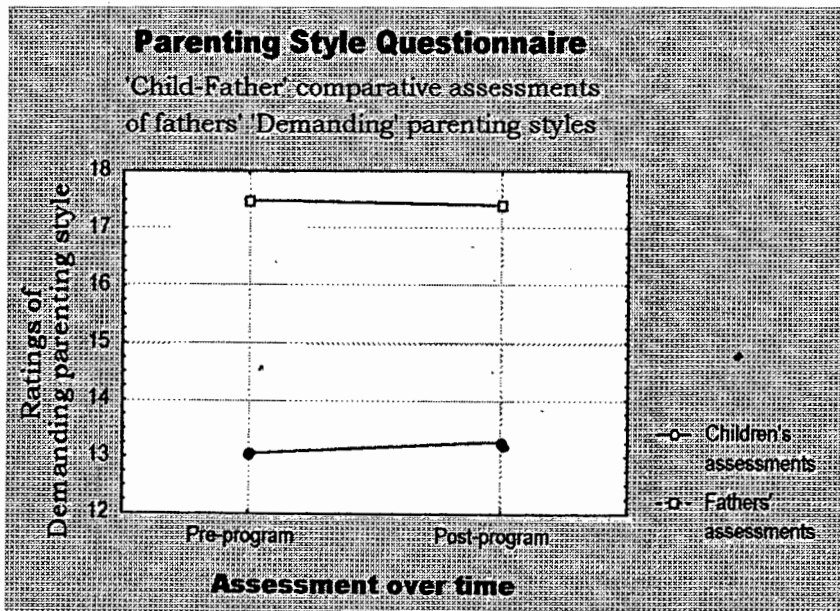 Parenting Style Questionnaire
'Child-Father' comparative assessments
of fathers' 'Demanding' parenting styles
Ratings of
Demanding parenting style
18
17
16
15
14
13
12
Pre-program
Post-program
Assessment over time
Children's
assessments
Fathers'
assessments